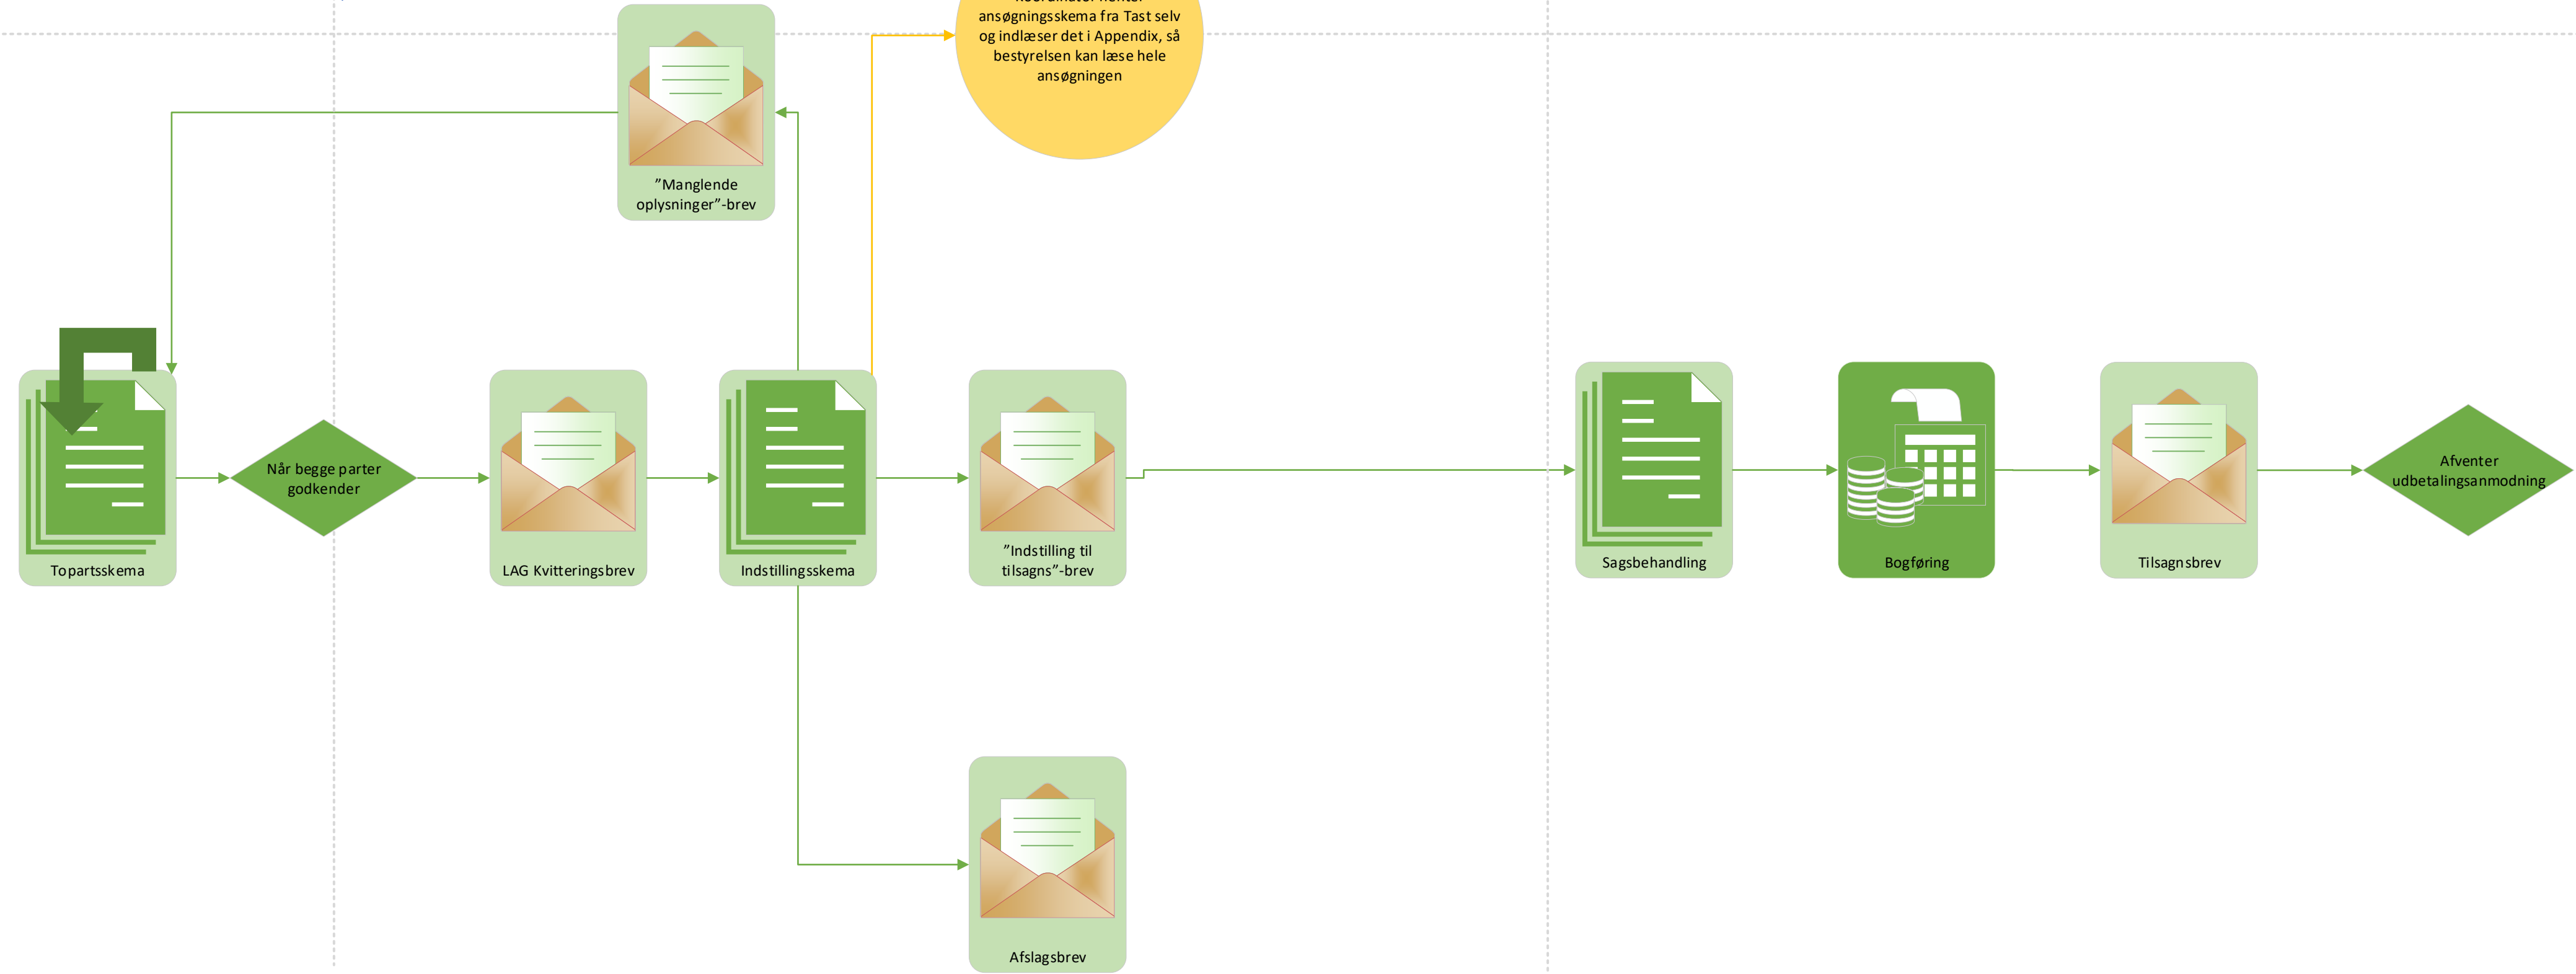 ansøgningsskema fra Tast selv
og indlæser det i Appendix, så
bestyrelsen kan læse hele
ansøgningen
”Manglende
oplysninger”-brev
Når begge parter
godkender
Topartsskema
LAG Kvitteringsbrev
Indstillingsskema
”Indstilling til
tilsagns”-brev
Sagsbehandling
Bogføring
Tilsagnsbrev
Afventer
udbetalingsanmodning
Afslagsbrev